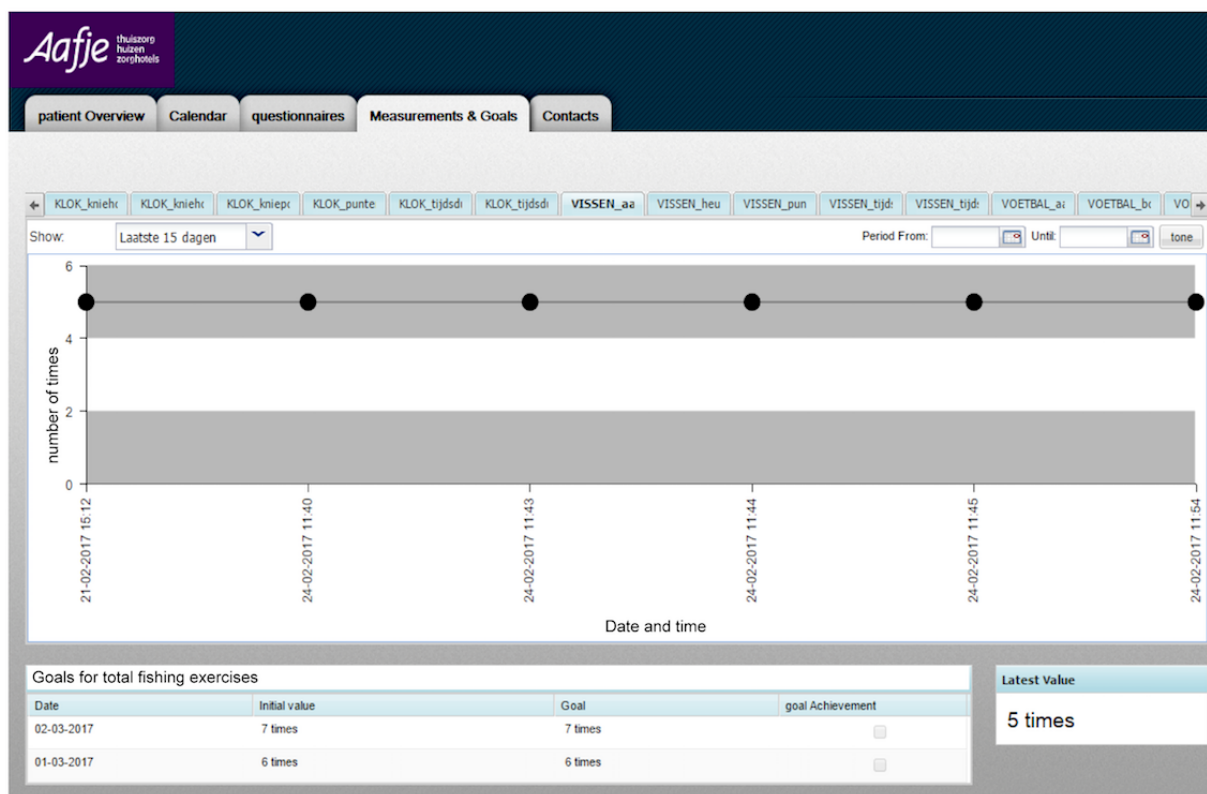 Aafje thuiszorg
huizen
zorghotels
patient Overview Calendar questionnaires Measurements & Goals Contacts
KLOK_kniehc KLOK_kniehc KLOK_kniepc KLOK_punte KLOK_tijdsdı KLOK_tijdsdı VISSEN_aa VISSEN_heu VISSEN_pun VISSEN_tijd: VISSEN_tijd: VOETBAL_aa VOETBAL_bc VO
Show: Laatste 15 dagen Period From: Until: tone
6
4
2
0
number of times
21-02-2017 15:12
24-02-2017 11:40
24-02-2017 11:43
24-02-2017 11:44
24-02-2017 11:45
24-02-2017 11:54
Date and time
Goals for total fishing exercises
Date Initial value Goal goal Achievement
02-03-2017 7 times 7 times
01-03-2017 6 times 6 times
Latest Value
5 times